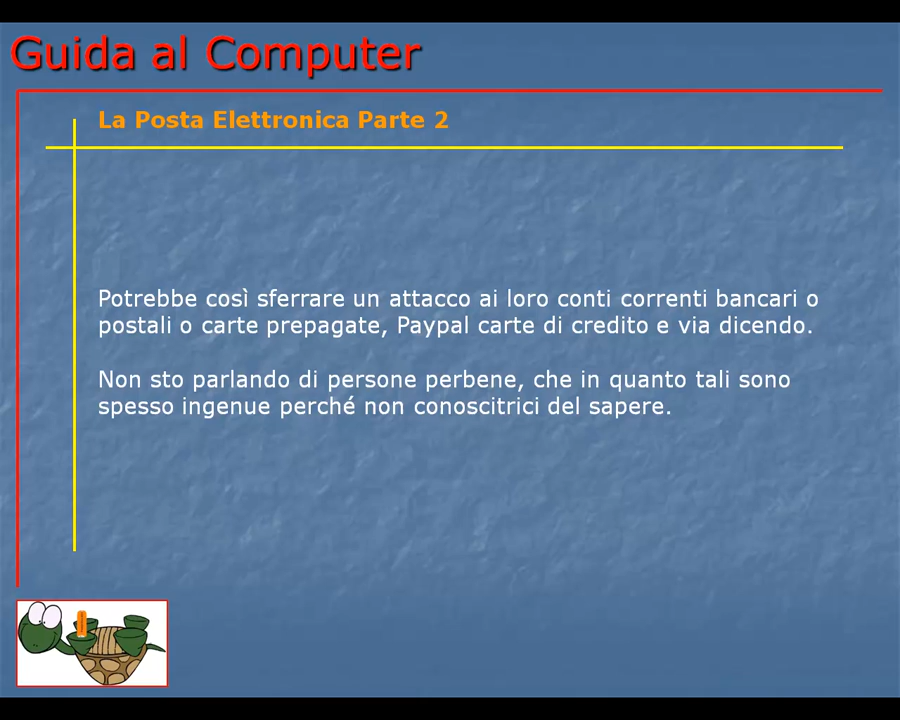 Guida al Computer
La Posta Elettronica Parte 2
Potrebbe così sferrare un attacco ai loro conti correnti bancari o
postali o carte prepagate, Paypal carte di credito e via dicendo.
Non sto parlando di persone perbene, che in quanto tali sono
spesso ingenue perché non conoscitrici del sapere.